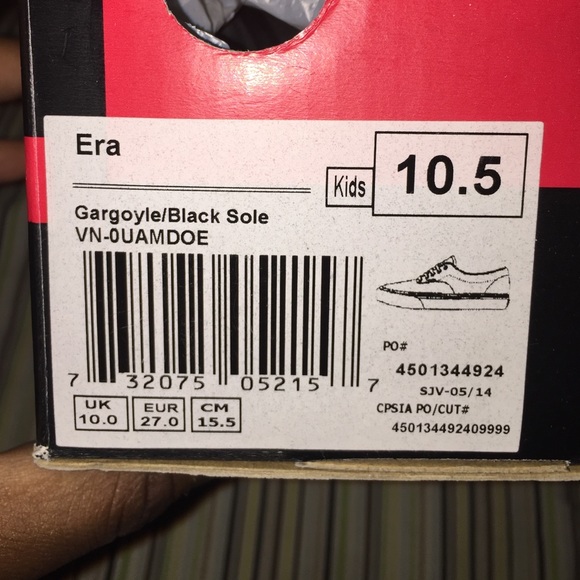 Era
Kids 10.5
Gargoyle/Black Sole
VN-0UAMDOE
7 32075 05215 7
PO#
4501344924
SJV-05/14
CPSIA PO/CUT#
450134492409999
UK EUR CM
10.0 27.0 15.5